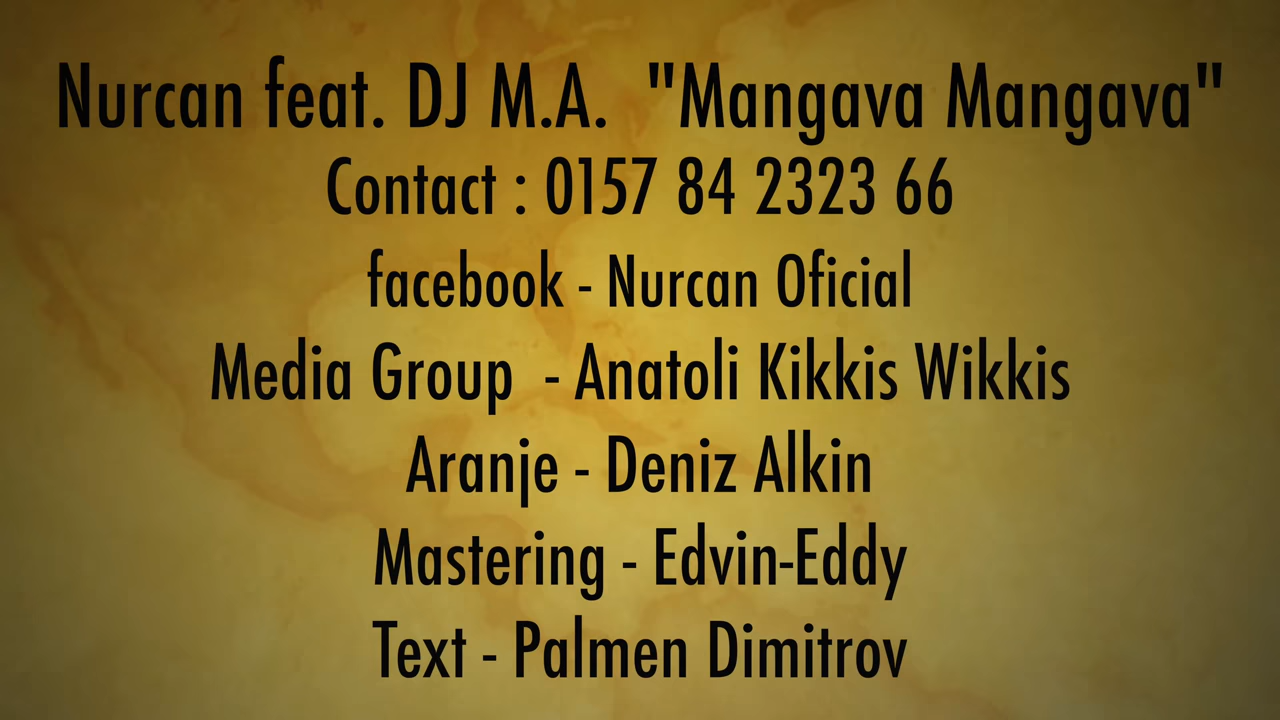 Nurcan feat. DJ M.A.  "Mangava Mangava"
Contact : 0157 84 2323 66
facebook - Nurcan Oficial
Media Group  - Anatoli Kikkis Wikkis
Aranje - Deniz Alkin
Mastering - Edvin-Eddy
Text - Palmen Dimitrov